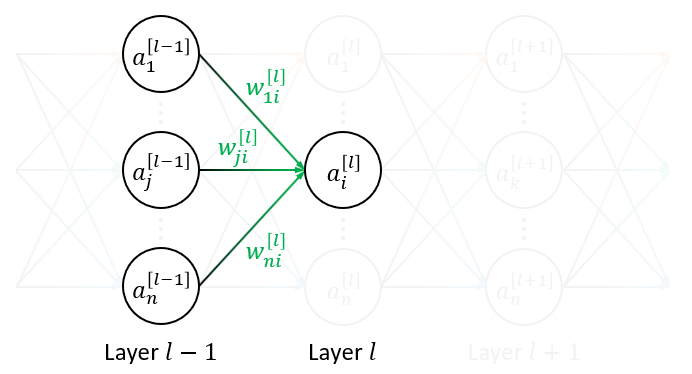 a_1^{[l-1]} w_{1i}^{[l]} a_1^{[l]} a_1^{[l+1]}
a_j^{[l-1]} w_{ji}^{[l]} a_i^{[l]} a_k^{[l+1]}
a_n^{[l-1]} w_{ni}^{[l]} a_n^{[l]} a_n^{[l+1]}
Layer l − 1 Layer l Layer l + 1